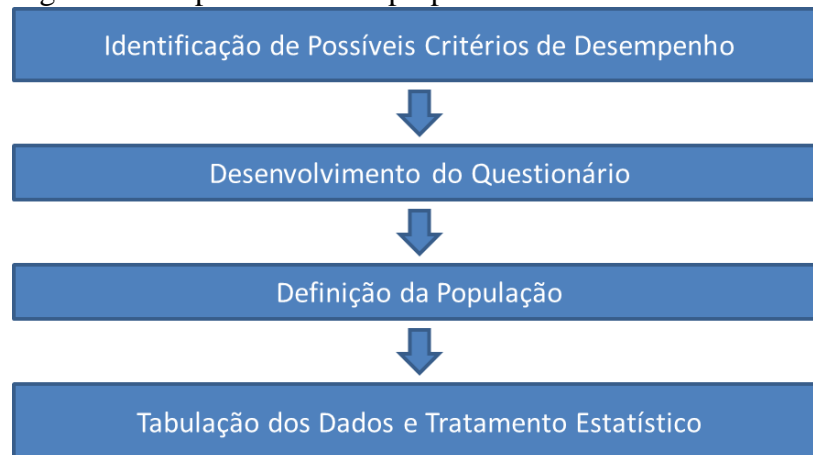 Identificação de Possíveis Critérios de Desempenho
Desenvolvimento do Questionário
Definição da População
Tabulação dos Dados e Tratamento Estatístico